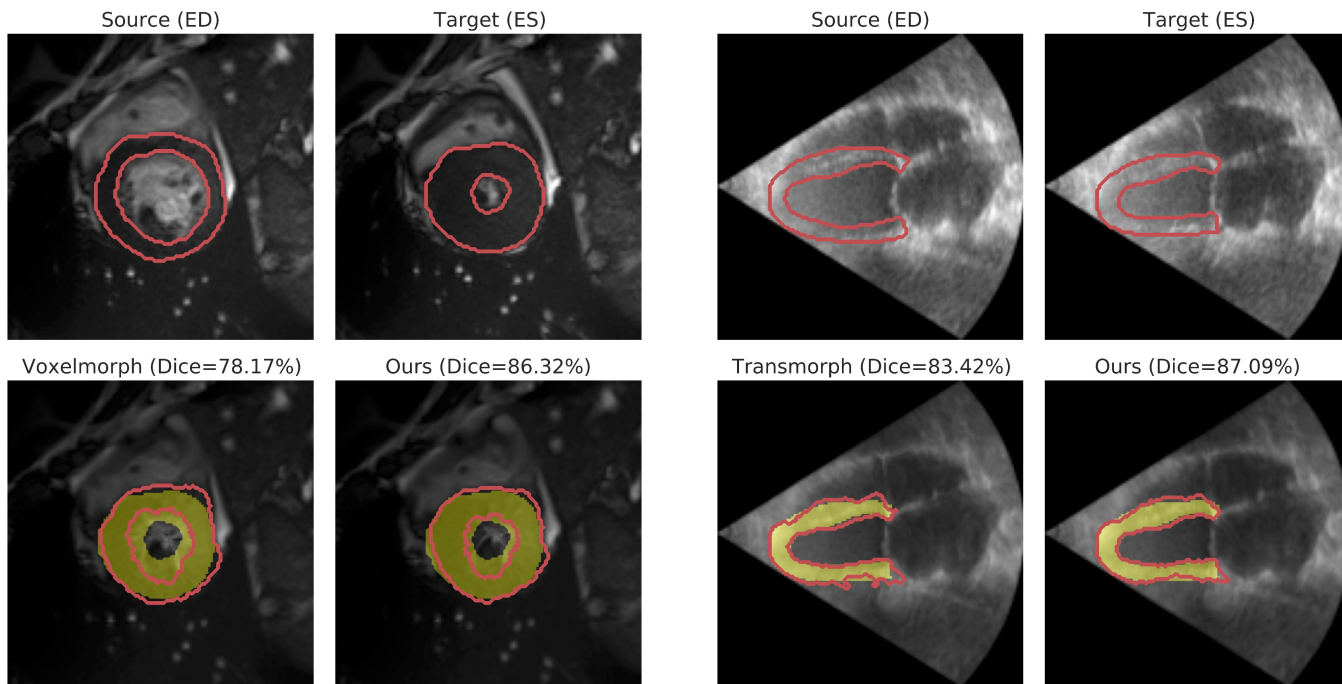 Source (ED)
Target (ES)
Source (ED)
Target (ES)
Voxelmorph (Dice=78.17%)
Ours (Dice=86.32%)
Transmorph (Dice=83.42%)
Ours (Dice=87.09%)